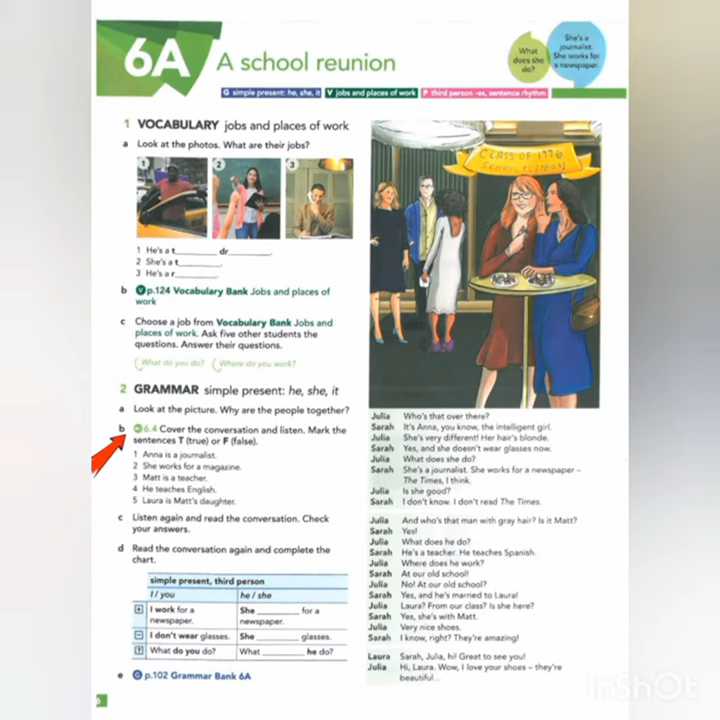 6A A school reunion
What does she do?
She's a journalist. She works for a newspaper.
G simple present: he, she, it V jobs and places of work P third person -es, sentence rhythm
1 VOCABULARY jobs and places of work
a Look at the photos. What are their jobs?
1 2 3
1 He's a t________ dr________.
2 She's a t________.
3 He's a r________.
b V p.124 Vocabulary Bank Jobs and places of
work
c Choose a job from Vocabulary Bank Jobs and
places of work. Ask five other students the
questions. Answer their questions.
What do you do? Where do you work?
2 GRAMMAR simple present: he, she, it
a Look at the picture. Why are the people together?
b 6.4 Cover the conversation and listen. Mark the
sentences T (true) or F (false).
1 Anna is a journalist.
2 She works for a magazine.
3 Matt is a teacher.
4 He teaches English.
5 Laura is Matt's daughter.
c Listen again and read the conversation. Check
your answers.
d Read the conversation again and complete the
chart.
simple present, third person
I / you he / she
+ I work for a newspaper. She ________ for a newspaper.
- I don't wear glasses. She ________ glasses.
? What do you do? What ________ he do?
e G p.102 Grammar Bank 6A
CLASS OF 1996
SCHOOL REUNION
Julia Who's that over there?
Sarah It's Anna, you know, the intelligent girl.
Julia She's very different! Her hair's blonde.
Sarah Yes, and she doesn't wear glasses now.
Julia What does she do?
Sarah She's a journalist. She works for a newspaper –
The Times, I think.
Julia Is she good?
Sarah I don't know. I don't read The Times.
Julia And who's that man with gray hair? Is it Matt?
Sarah Yes!
Julia What does he do?
Sarah He's a teacher. He teaches Spanish.
Julia Where does he work?
Sarah At our old school!
Julia No! At our old school?
Sarah Yes, and he's married to Laura!
Julia Laura? From our class? Is she here?
Sarah Yes, she's with Matt.
Julia Very nice shoes.
Sarah I know, right? They're amazing!
Laura Sarah, Julia, hi! Great to see you!
Julia Hi, Laura. Wow, I love your shoes – they're
beautiful...
InShOt